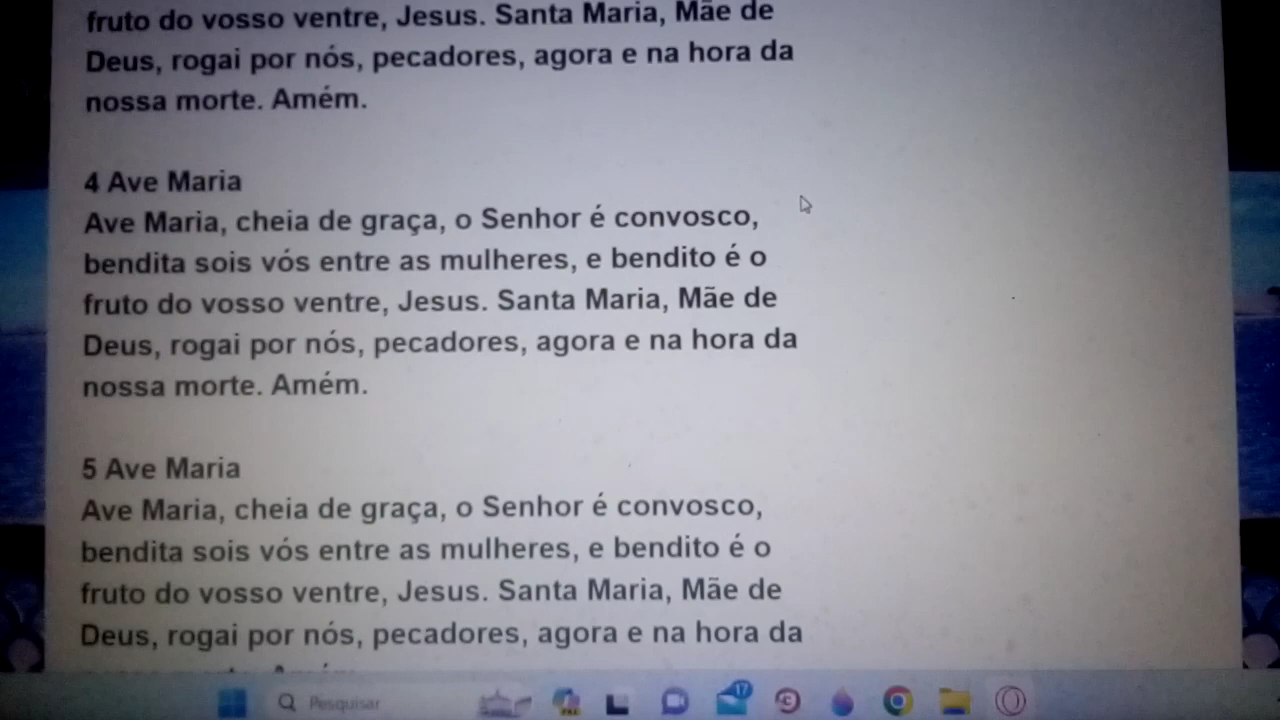 fruto do vosso ventre, Jesus. Santa Maria, Mãe de
Deus, rogai por nós, pecadores, agora e na hora da
nossa morte. Amém.
4 Ave Maria
Ave Maria, cheia de graça, o Senhor é convosco,
bendita sois vós entre as mulheres, e bendito é o
fruto do vosso ventre, Jesus. Santa Maria, Mãe de
Deus, rogai por nós, pecadores, agora e na hora da
nossa morte. Amém.
5 Ave Maria
Ave Maria, cheia de graça, o Senhor é convosco,
bendita sois vós entre as mulheres, e bendito é o
fruto do vosso ventre, Jesus. Santa Maria, Mãe de
Deus, rogai por nós, pecadores, agora e na hora da
Pesquisar
17